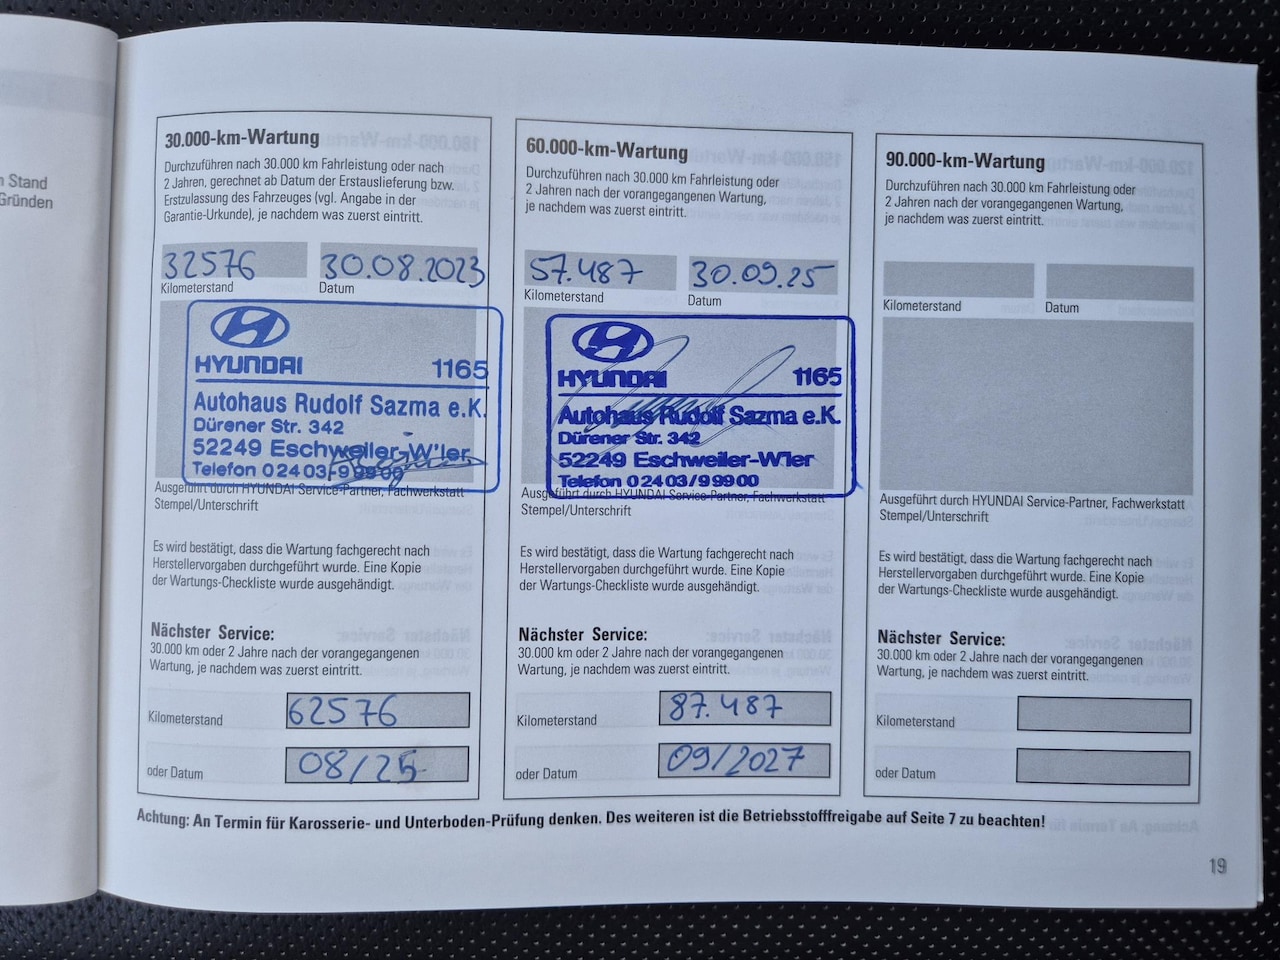 n Stand
Gründen
30.000-km-Wartung
Durchzuführen nach 30.000 km Fahrleistung oder nach
2 Jahren, gerechnet ab Datum der Erstauslieferung bzw.
Erstzulassung des Fahrzeuges (vgl. Angabe in der
Garantie-Urkunde), je nachdem was zuerst eintritt.
32576 30.08.2023
Kilometerstand Datum
HYUNDAI 1165
Autohaus Rudolf Sazma e.K.
Dürener Str. 342
52249 Eschweiler-W'ler
Telefon 02403/99900
Ausgeführt durch HYUNDAI Service-Partner, Fachwerkstatt
Stempel/Unterschrift
Es wird bestätigt, dass die Wartung fachgerecht nach
Herstellervorgaben durchgeführt wurde. Eine Kopie
der Wartungs-Checkliste wurde ausgehändigt.
Nächster Service:
30.000 km oder 2 Jahre nach der vorangegangenen
Wartung, je nachdem was zuerst eintritt.
Kilometerstand 62576
oder Datum 08/25
60.000-km-Wartung
Durchzuführen nach 30.000 km Fahrleistung oder
2 Jahren nach der vorangegangenen Wartung,
je nachdem was zuerst eintritt.
57.487 30.09.25
Kilometerstand Datum
HYUNDAI 1165
Autohaus Rudolf Sazma e.K.
Dürener Str. 342
52249 Eschweiler-W'ler
Telefon 02403/99900
Ausgeführt durch HYUNDAI Service-Partner, Fachwerkstatt
Stempel/Unterschrift
Es wird bestätigt, dass die Wartung fachgerecht nach
Herstellervorgaben durchgeführt wurde. Eine Kopie
der Wartungs-Checkliste wurde ausgehändigt.
Nächster Service:
30.000 km oder 2 Jahre nach der vorangegangenen
Wartung, je nachdem was zuerst eintritt.
Kilometerstand 87.487
oder Datum 09/2027
90.000-km-Wartung
Durchzuführen nach 30.000 km Fahrleistung oder
2 Jahren nach der vorangegangenen Wartung,
je nachdem was zuerst eintritt.
Kilometerstand Datum
Ausgeführt durch HYUNDAI Service-Partner, Fachwerkstatt
Stempel/Unterschrift
Es wird bestätigt, dass die Wartung fachgerecht nach
Herstellervorgaben durchgeführt wurde. Eine Kopie
der Wartungs-Checkliste wurde ausgehändigt.
Nächster Service:
30.000 km oder 2 Jahre nach der vorangegangenen
Wartung, je nachdem was zuerst eintritt.
Kilometerstand
oder Datum
Achtung: An Termin für Karosserie- und Unterboden-Prüfung denken. Des weiteren ist die Betriebsstofffreigabe auf Seite 7 zu beachten!
19